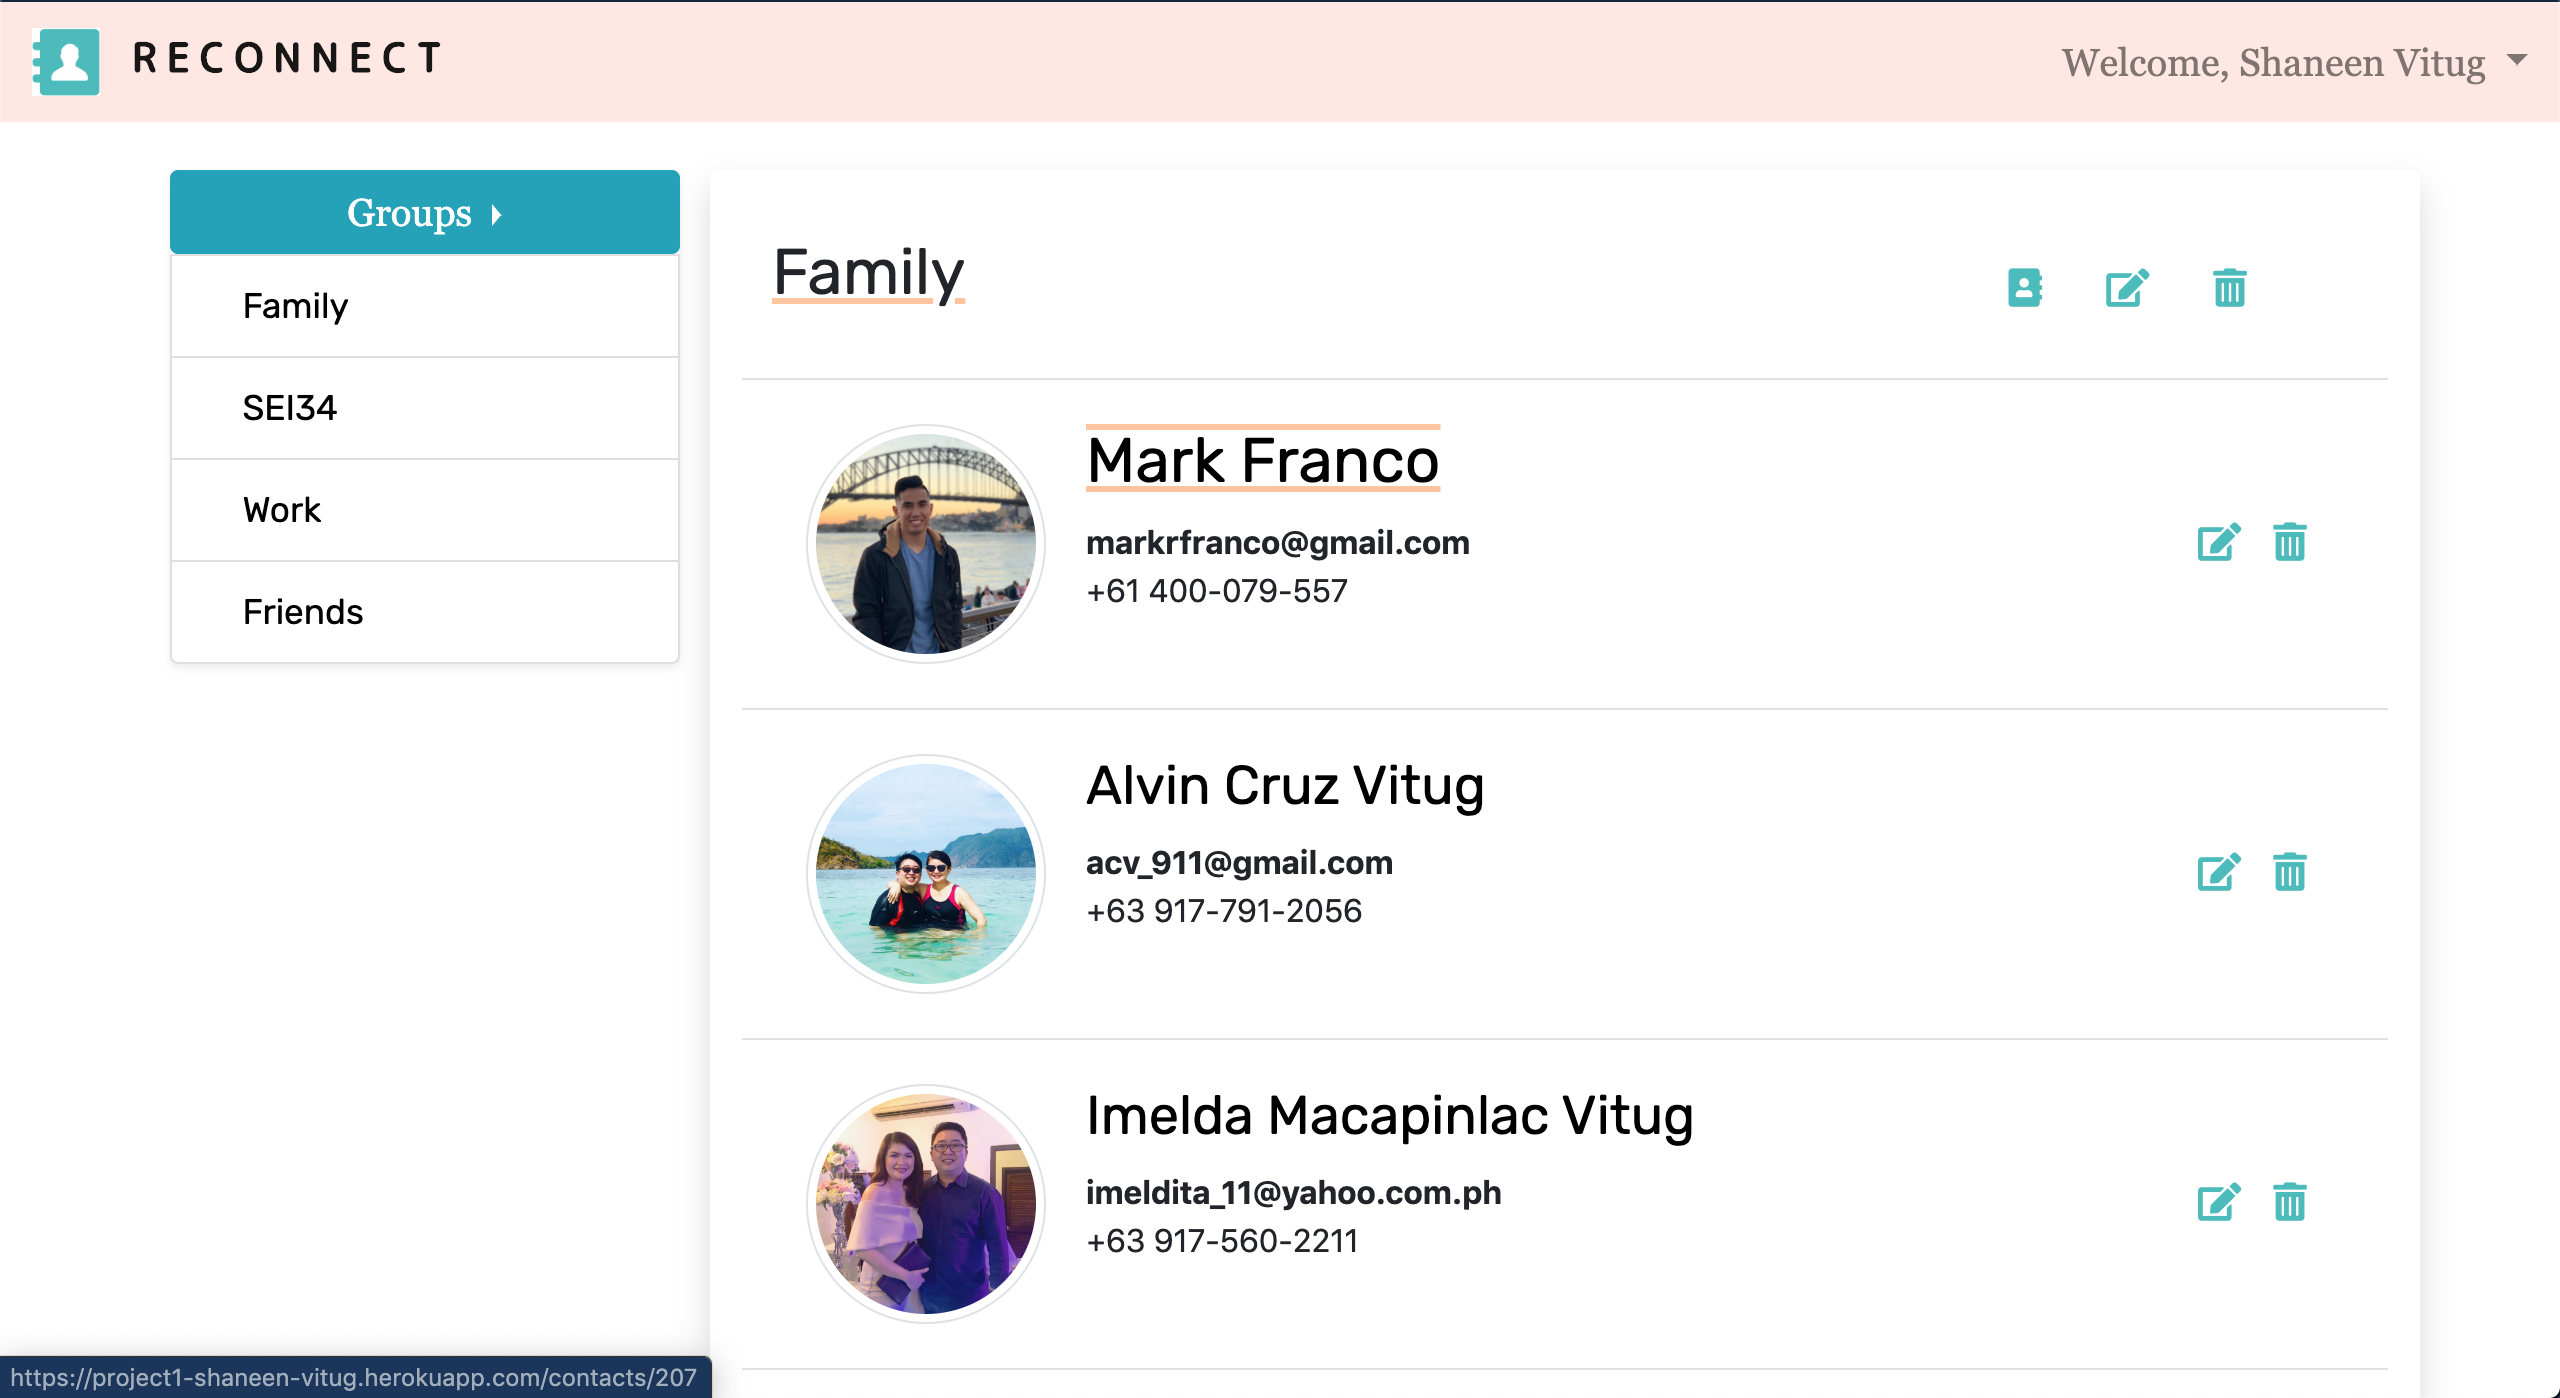 RECONNECT
Welcome, Shaneen Vitug
Groups
Family
SEI34
Work
Friends
Family
Mark Franco
markrfranco@gmail.com
+61 400-079-557
Alvin Cruz Vitug
acv_911@gmail.com
+63 917-791-2056
Imelda Macapinlac Vitug
imeldita_11@yahoo.com.ph
+63 917-560-2211
https://project1-shaneen-vitug.herokuapp.com/contacts/207